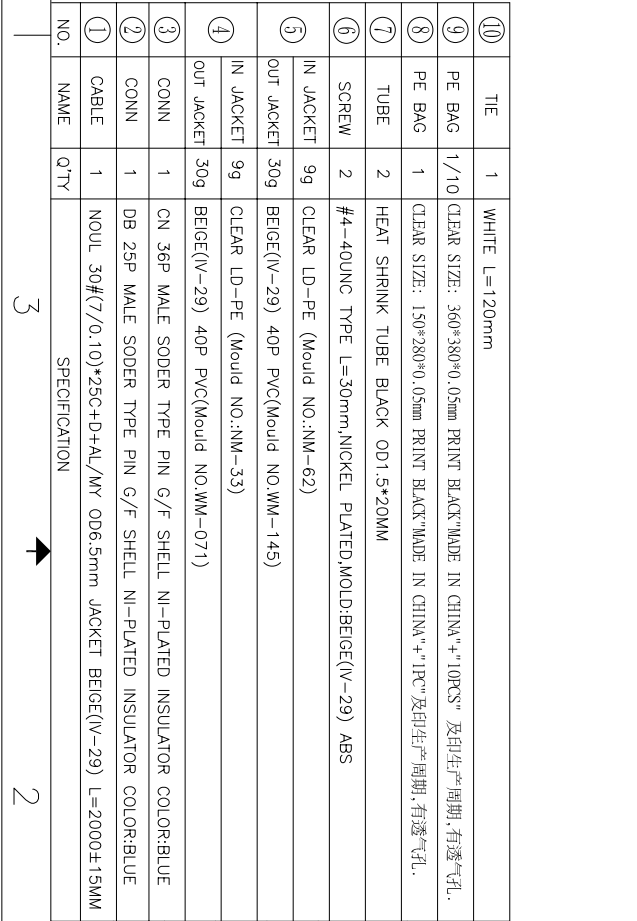 ⑩ TIE 1 WHITE L=120mm
⑨ PE BAG 1/10 CLEAR SIZE: 360*380*0.05mm PRINT BLACK"MADE IN CHINA"+"10PCS" 及印生产周期,有透气孔.
⑧ PE BAG 1 CLEAR SIZE: 150*280*0.05mm PRINT BLACK"MADE IN CHINA"+"1PC"及印生产周期,有透气孔.
⑦ TUBE 2 HEAT SHRINK TUBE BLACK OD1.5*20MM
⑥ SCREW 2 #4-40UNC TYPE L=30mm,NICKEL PLATED,MOLD:BEIGE(IV-29) ABS
⑤ IN JACKET 9g CLEAR LD-PE (Mould NO.:NM-62)
OUT JACKET 30g BEIGE(IV-29) 40P PVC(Mould NO.WM-145)
④ IN JACKET 9g CLEAR LD-PE (Mould NO.:NM-33)
OUT JACKET 30g BEIGE(IV-29) 40P PVC(Mould NO.WM-071)
③ CONN 1 CN 36P MALE SODER TYPE PIN G/F SHELL NI-PLATED INSULATOR COLOR:BLUE
② CONN 1 DB 25P MALE SODER TYPE PIN G/F SHELL NI-PLATED INSULATOR COLOR:BLUE
① CABLE 1 NOUL 30#(7/0.10)*25C+D+AL/MY OD6.5mm JACKET BEIGE(IV-29) L=2000±15MM
NO. NAME Q'TY SPECIFICATION
3 2